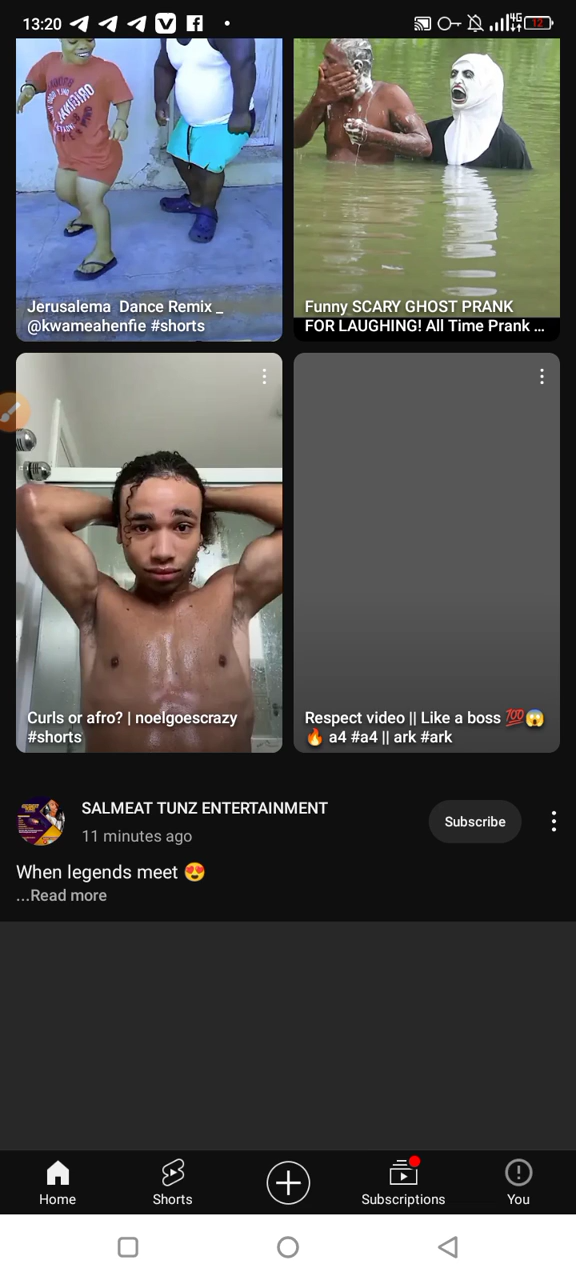 13:20
4G
12
Jerusalema Dance Remix _
@kwameahenfie #shorts
Funny SCARY GHOST PRANK
FOR LAUGHING! All Time Prank ...
Curls or afro? | noelgoescrazy
#shorts
Respect video || Like a boss 💯😱
🔥 a4 #a4 || ark #ark
SALMEAT TUNZ ENTERTAINMENT
11 minutes ago
Subscribe
When legends meet 😍
...Read more
Home
Shorts
Subscriptions
You